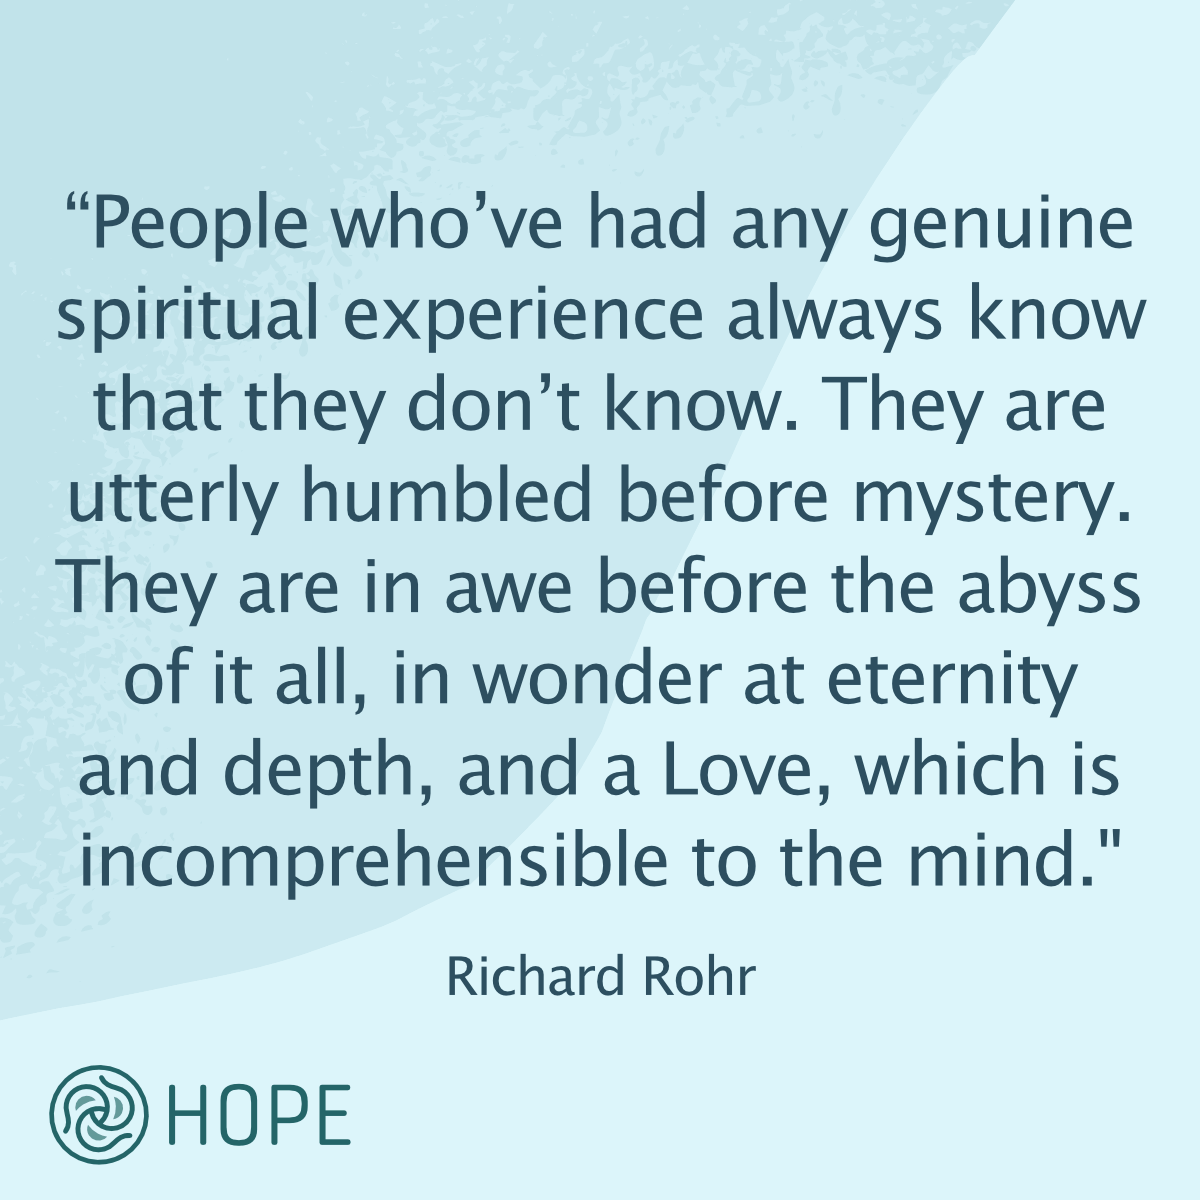 “People who’ve had any genuine
spiritual experience always know
that they don’t know. They are
utterly humbled before mystery.
They are in awe before the abyss
of it all, in wonder at eternity
and depth, and a Love, which is
incomprehensible to the mind."
Richard Rohr
HOPE